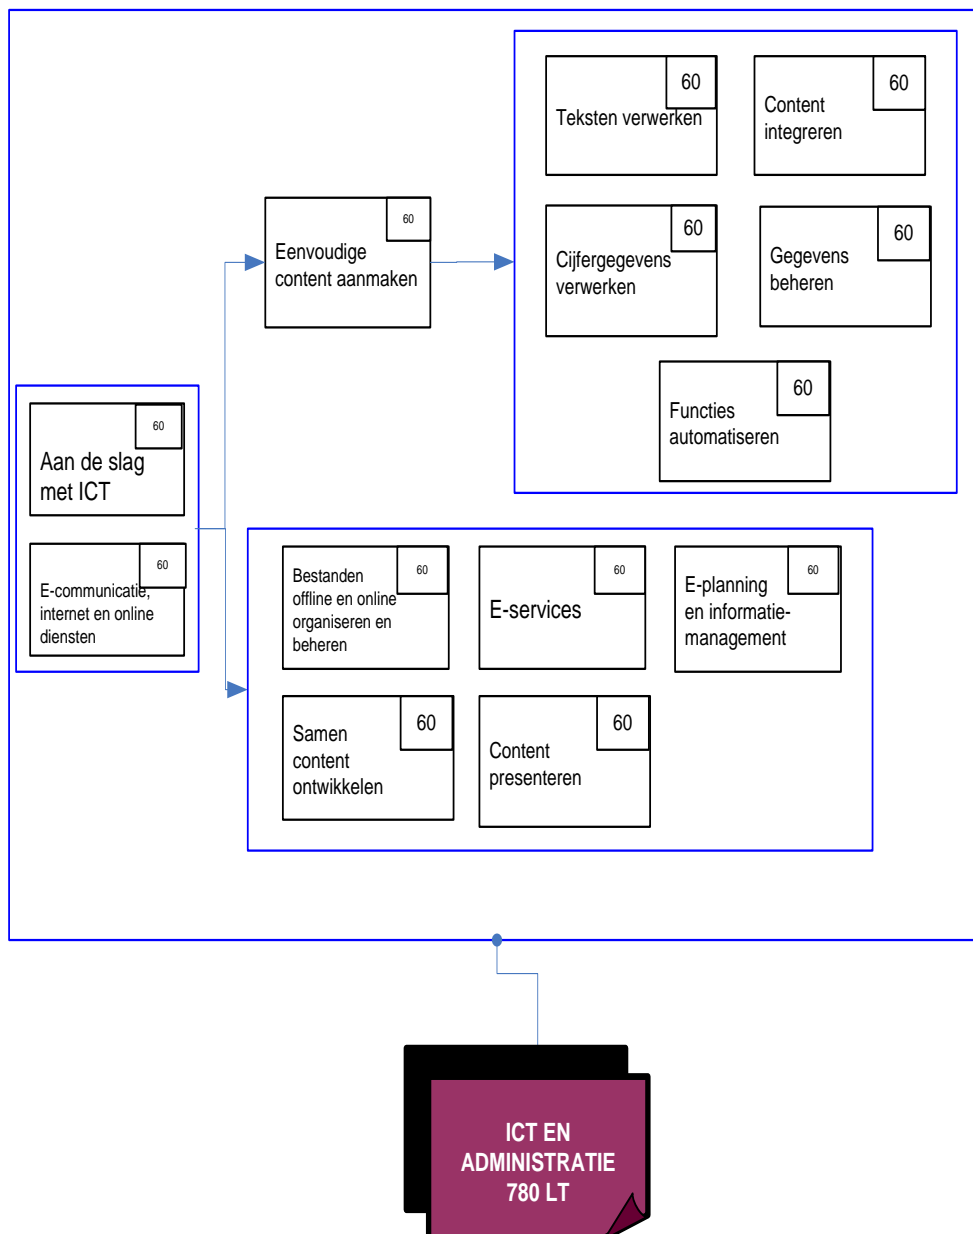 60
Teksten verwerken
60
Content
integreren
60
Eenvoudige
content aanmaken
60
Cijfergegevens
verwerken
60
Gegevens
beheren
60
Functies
automatiseren
60
Aan de slag
met ICT
60
E-communicatie,
internet en online
diensten
60
Bestanden
offline en online
organiseren en
beheren
60
E-services
60
E-planning
en informatie-
management
60
Samen
content
ontwikkelen
60
Content
presenteren
ICT EN
ADMINISTRATIE
780 LT